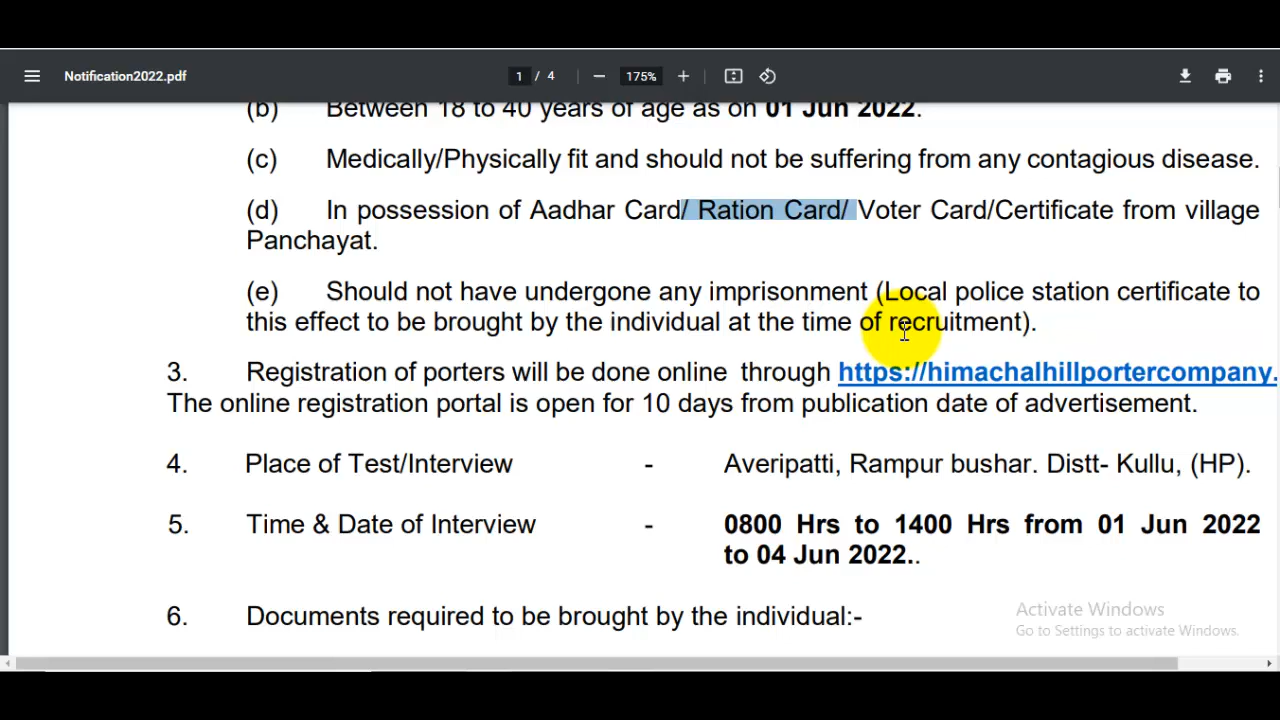 Notification2022.pdf
1 / 4
175%
(b) Between 18 to 40 years of age as on 01 Jun 2022.
(c) Medically/Physically fit and should not be suffering from any contagious disease.
(d) In possession of Aadhar Card/ Ration Card/ Voter Card/Certificate from village
Panchayat.
(e) Should not have undergone any imprisonment (Local police station certificate to
this effect to be brought by the individual at the time of recruitment).
3. Registration of porters will be done online through https://himachalhillportercompany.
The online registration portal is open for 10 days from publication date of advertisement.
4. Place of Test/Interview - Averipatti, Rampur bushar. Distt- Kullu, (HP).
5. Time & Date of Interview - 0800 Hrs to 1400 Hrs from 01 Jun 2022
to 04 Jun 2022..
6. Documents required to be brought by the individual:-
Activate Windows
Go to Settings to activate Windows.